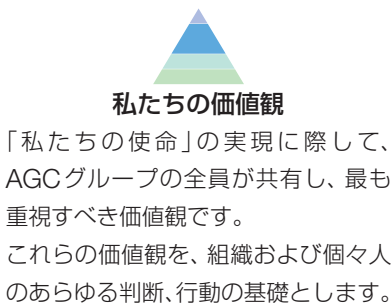 私たちの価値観
「私たちの使命」の実現に際して、
AGCグループの全員が共有し、最も
重視すべき価値観です。
これらの価値観を、組織および個々人
のあらゆる判断、行動の基礎とします。